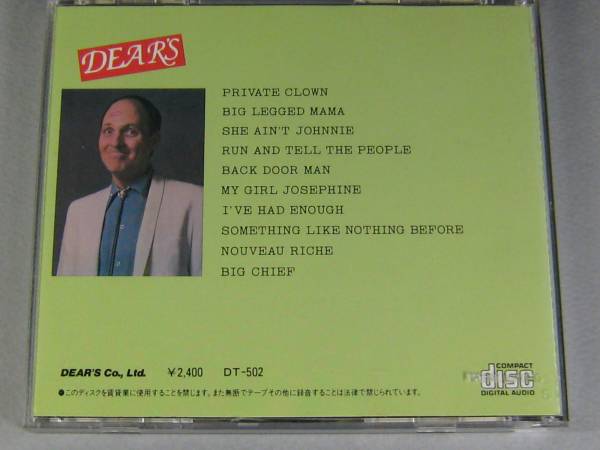 DEAR'S
PRIVATE CLOWN
BIG LEGGED MAMA
SHE AIN'T JOHNNIE
RUN AND TELL THE PEOPLE
BACK DOOR MAN
MY GIRL JOSEPHINE
I'VE HAD ENOUGH
SOMETHING LIKE NOTHING BEFORE
NOUVEAU RICHE
BIG CHIEF
DEAR'S Co., Ltd. ¥2,400 DT-502
COMPACT
disc
DIGITAL AUDIO
●このディスクを賃貸業に使用することを禁じます。また無断でテープその他に録音することは法律で禁じられています。